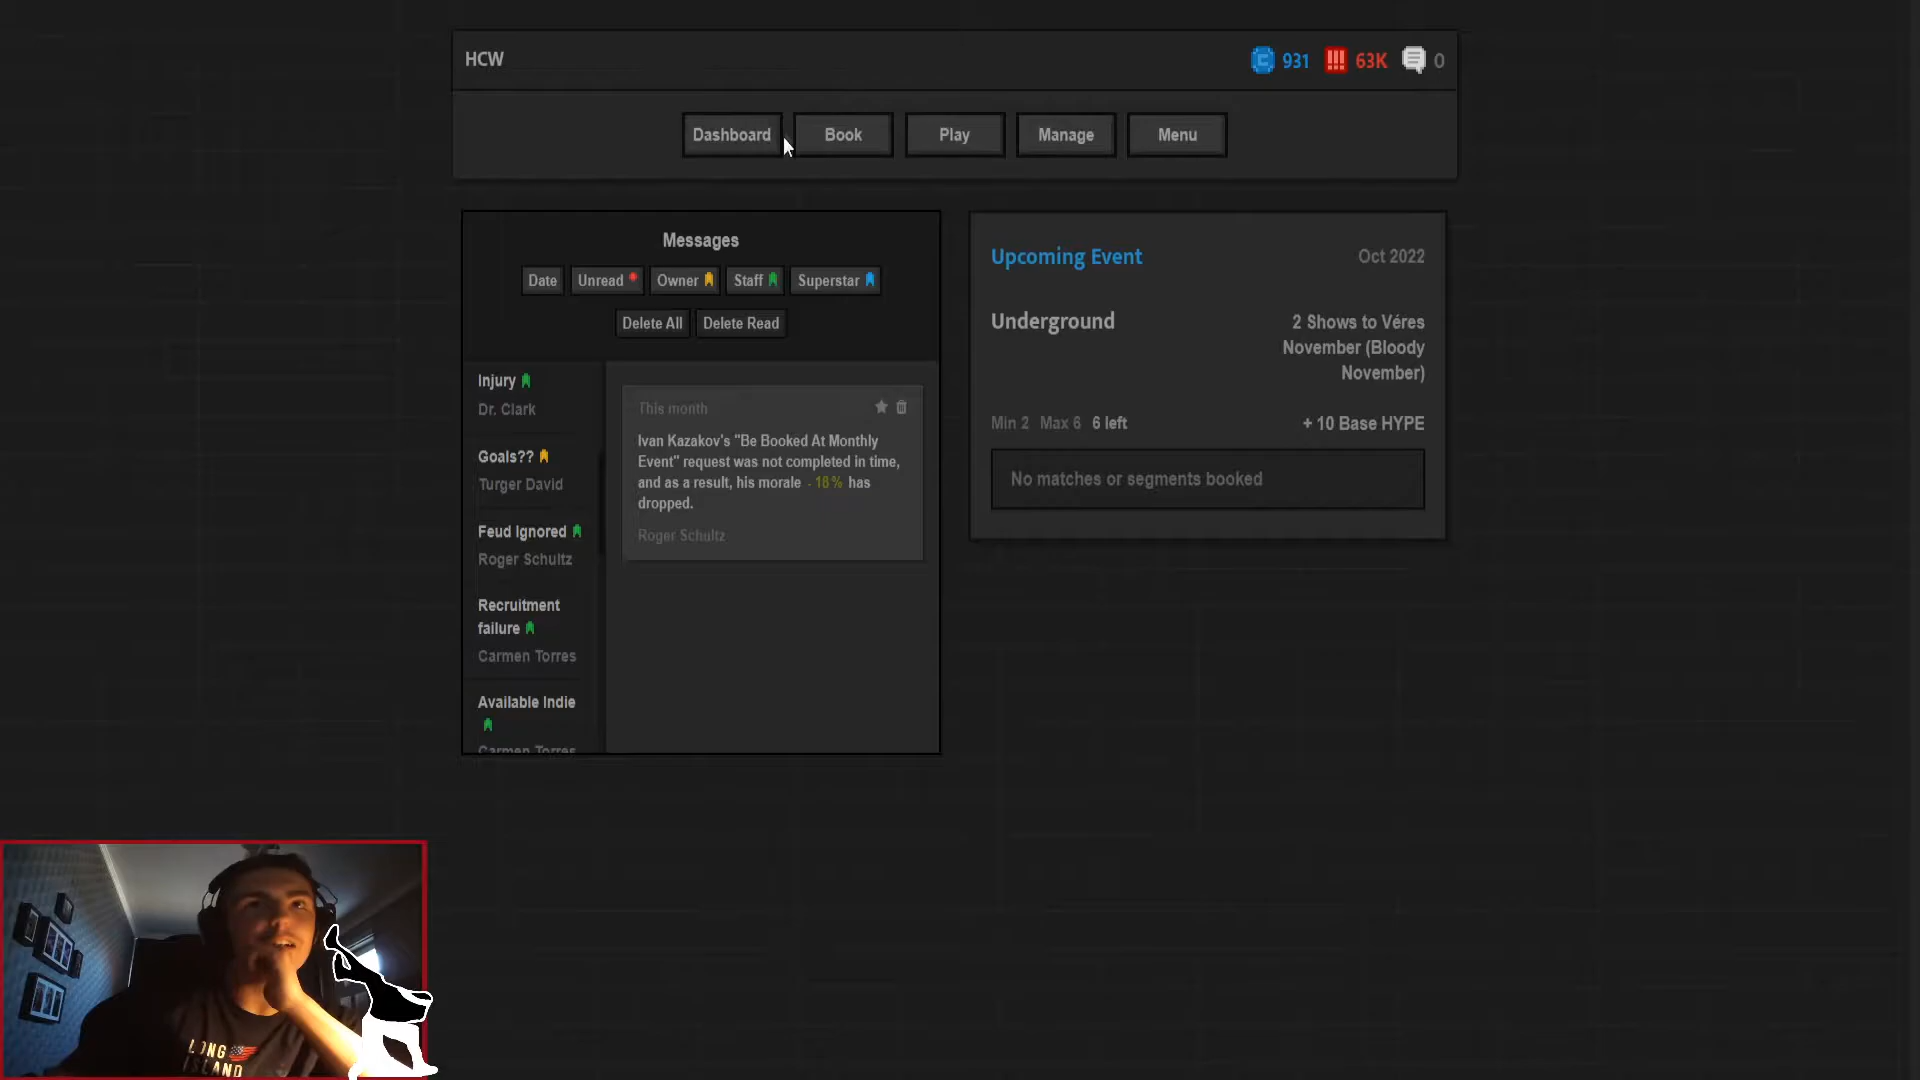 HCW
931
63K
0
Dashboard
Book
Play
Manage
Menu
Messages
Date
Unread
Owner
Staff
Superstar
Delete All
Delete Read
Injury
Dr. Clark
Goals??
Turger David
Feud Ignored
Roger Schultz
Recruitment
failure
Carmen Torres
Available Indie
Carmen Torres
This month
Ivan Kazakov's "Be Booked At Monthly
Event" request was not completed in time,
and as a result, his morale - 18% has
dropped.
Roger Schultz
Upcoming Event
Oct 2022
Underground
2 Shows to Véres
November (Bloody
November)
Min 2 Max 6 6 left
+ 10 Base HYPE
No matches or segments booked
LONG
ISLAND